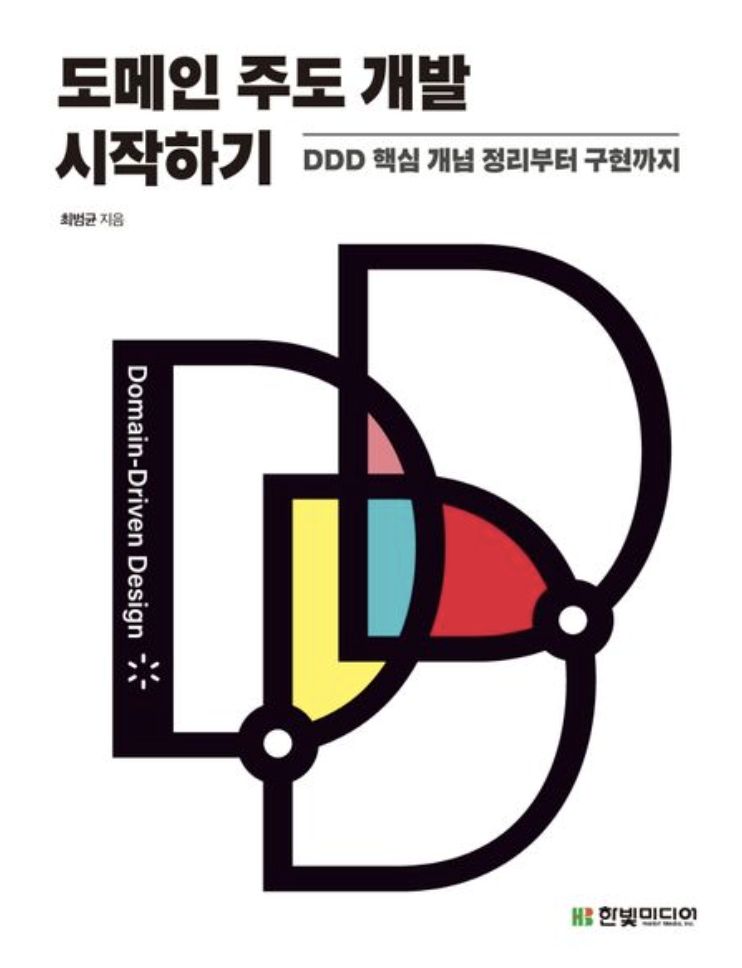 도메인 주도 개발
시작하기
DDD 핵심 개념 정리부터 구현까지
최범균 지음
Domain-Driven Design
한빛미디어